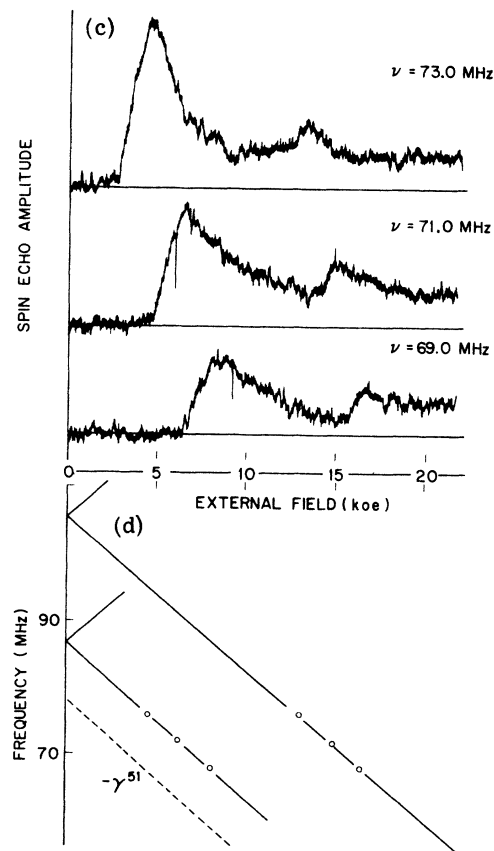 (c)
ν = 73.0 MHz
ν = 71.0 MHz
ν = 69.0 MHz
SPIN ECHO AMPLITUDE
0 5 10 15 20
EXTERNAL FIELD (koe)
(d)
90
70
FREQUENCY (MHz)
-γ⁵¹